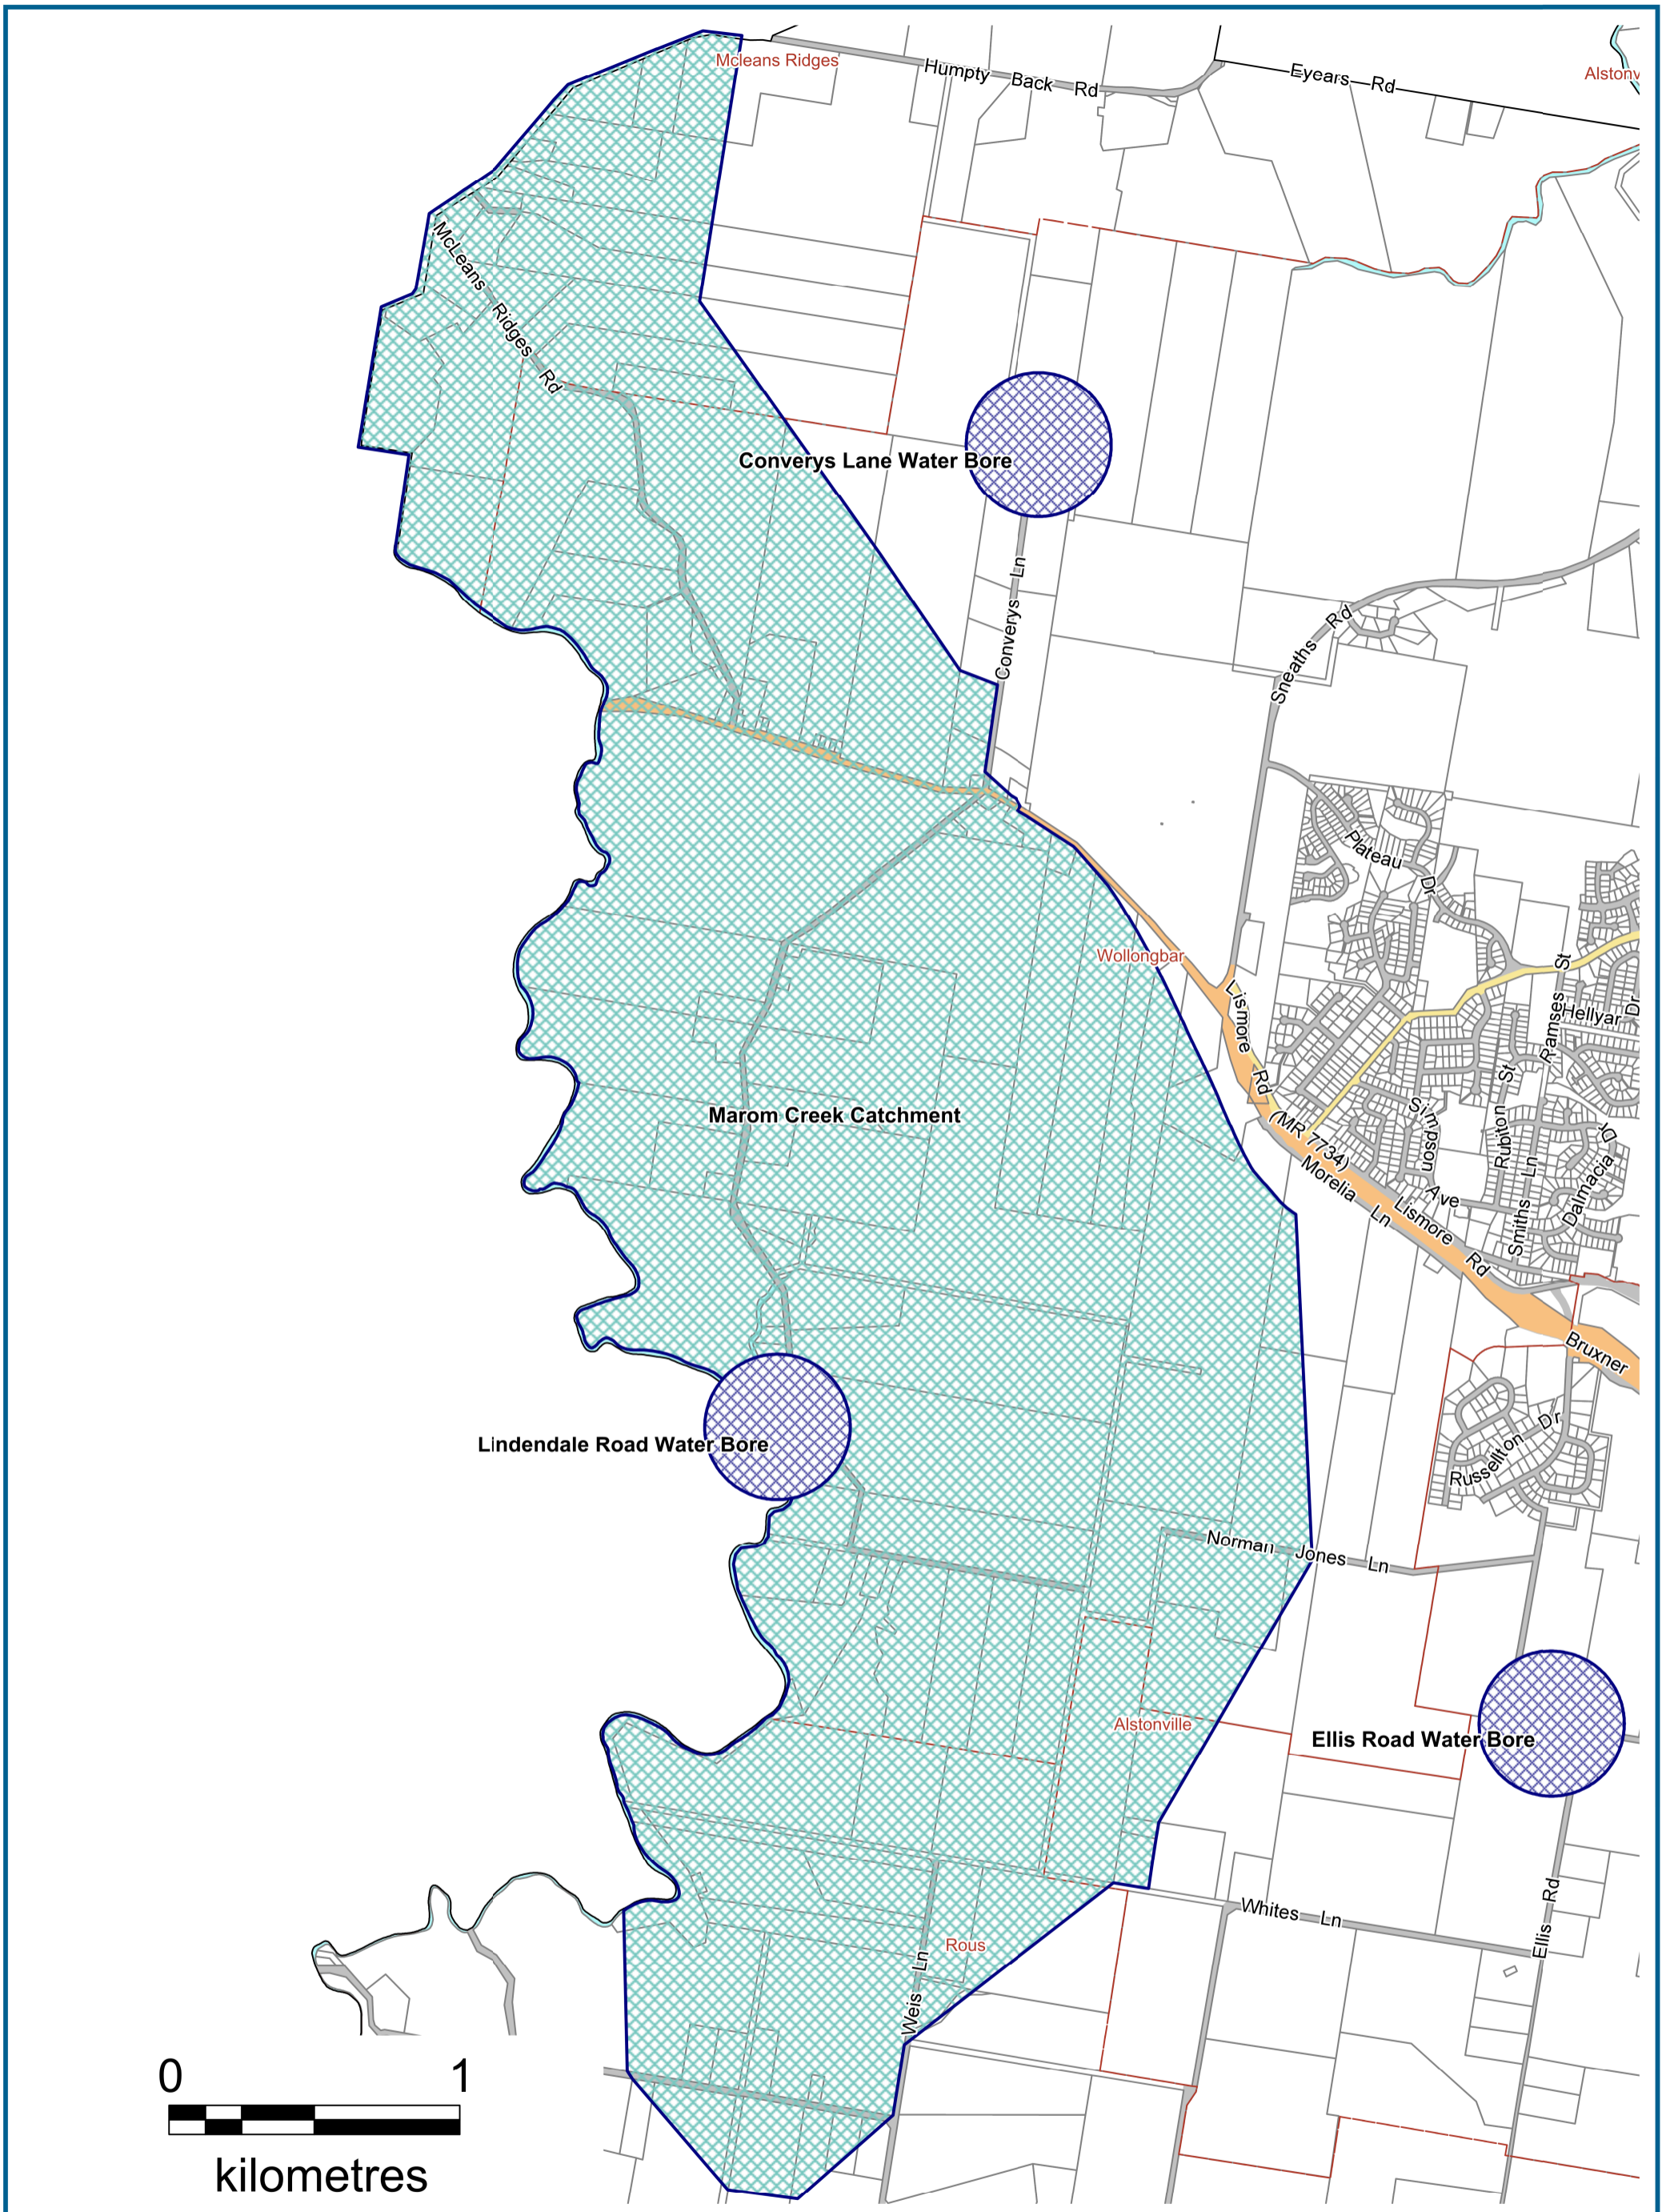 Mcleans Ridges
Humpty Back Rd
Eyears Rd
Alstonv
McLeans Ridges Rd
Converys Lane Water Bore
Converys Ln
Sneaths Rd
Plateau Dr
Wollongbar
Lismore Rd
(MR 7734)
Ramses St
Hellyar Dr
Rubiton St
Simpson Ave
Smiths Ln
Dalmacia Dr
Morelia Ln
Lismore Rd
Marom Creek Catchment
Bruxner
Russellton Dr
Lindendale Road Water Bore
Norman Jones Ln
Alstonville
Ellis Road Water Bore
Whites Ln
Ellis Rd
Rous
Weis Ln
0 1
kilometres